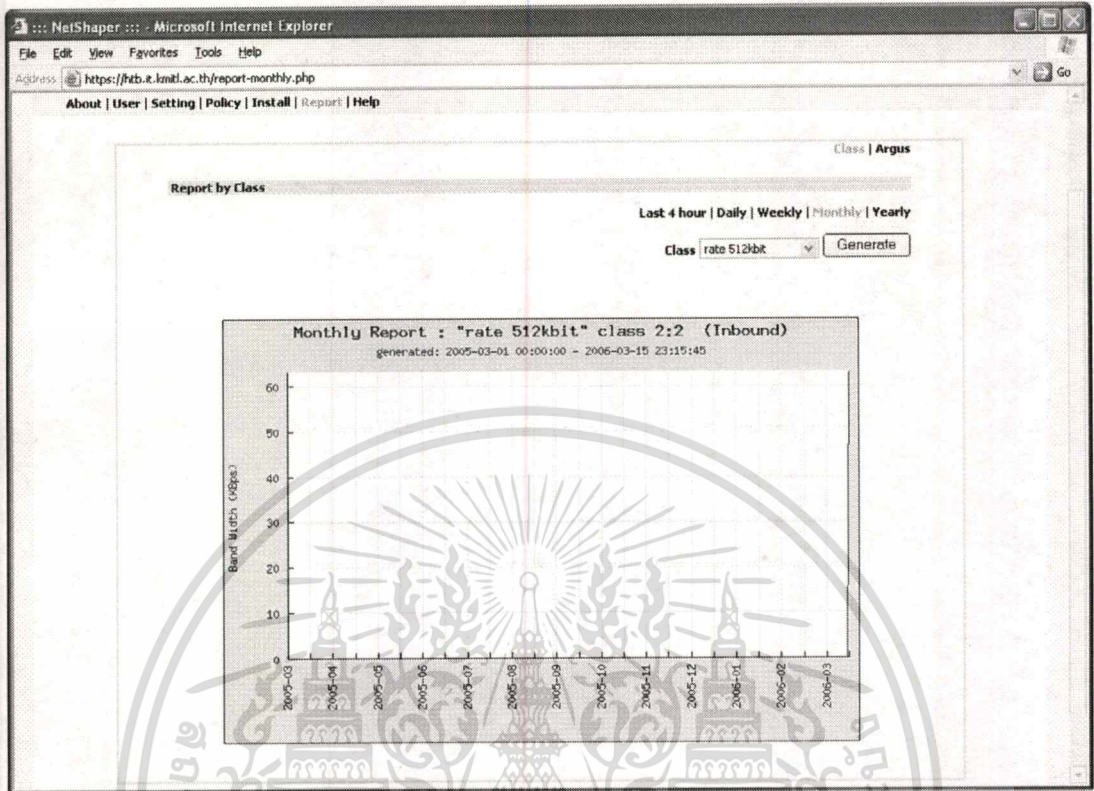 ::: NetShaper ::: - Microsoft Internet Explorer
File Edit View Favorites Tools Help
Address https://htb.it.kmitl.ac.th/report-monthly.php Go
About | User | Setting | Policy | Install | Report | Help
Class | Argus
Report by Class
Last 4 hour | Daily | Weekly | Monthly | Yearly
Class rate 512kbit Generate
Monthly Report : "rate 512kbit" class 2:2 (Inbound)
generated: 2005-03-01 00:00:00 - 2006-03-15 23:15:45
Band Width (KBps)
60
50
40
30
20
10
0
2005-03 2005-04 2005-05 2005-06 2005-07 2005-08 2005-09 2005-10 2005-11 2005-12 2006-01 2006-02 2006-03